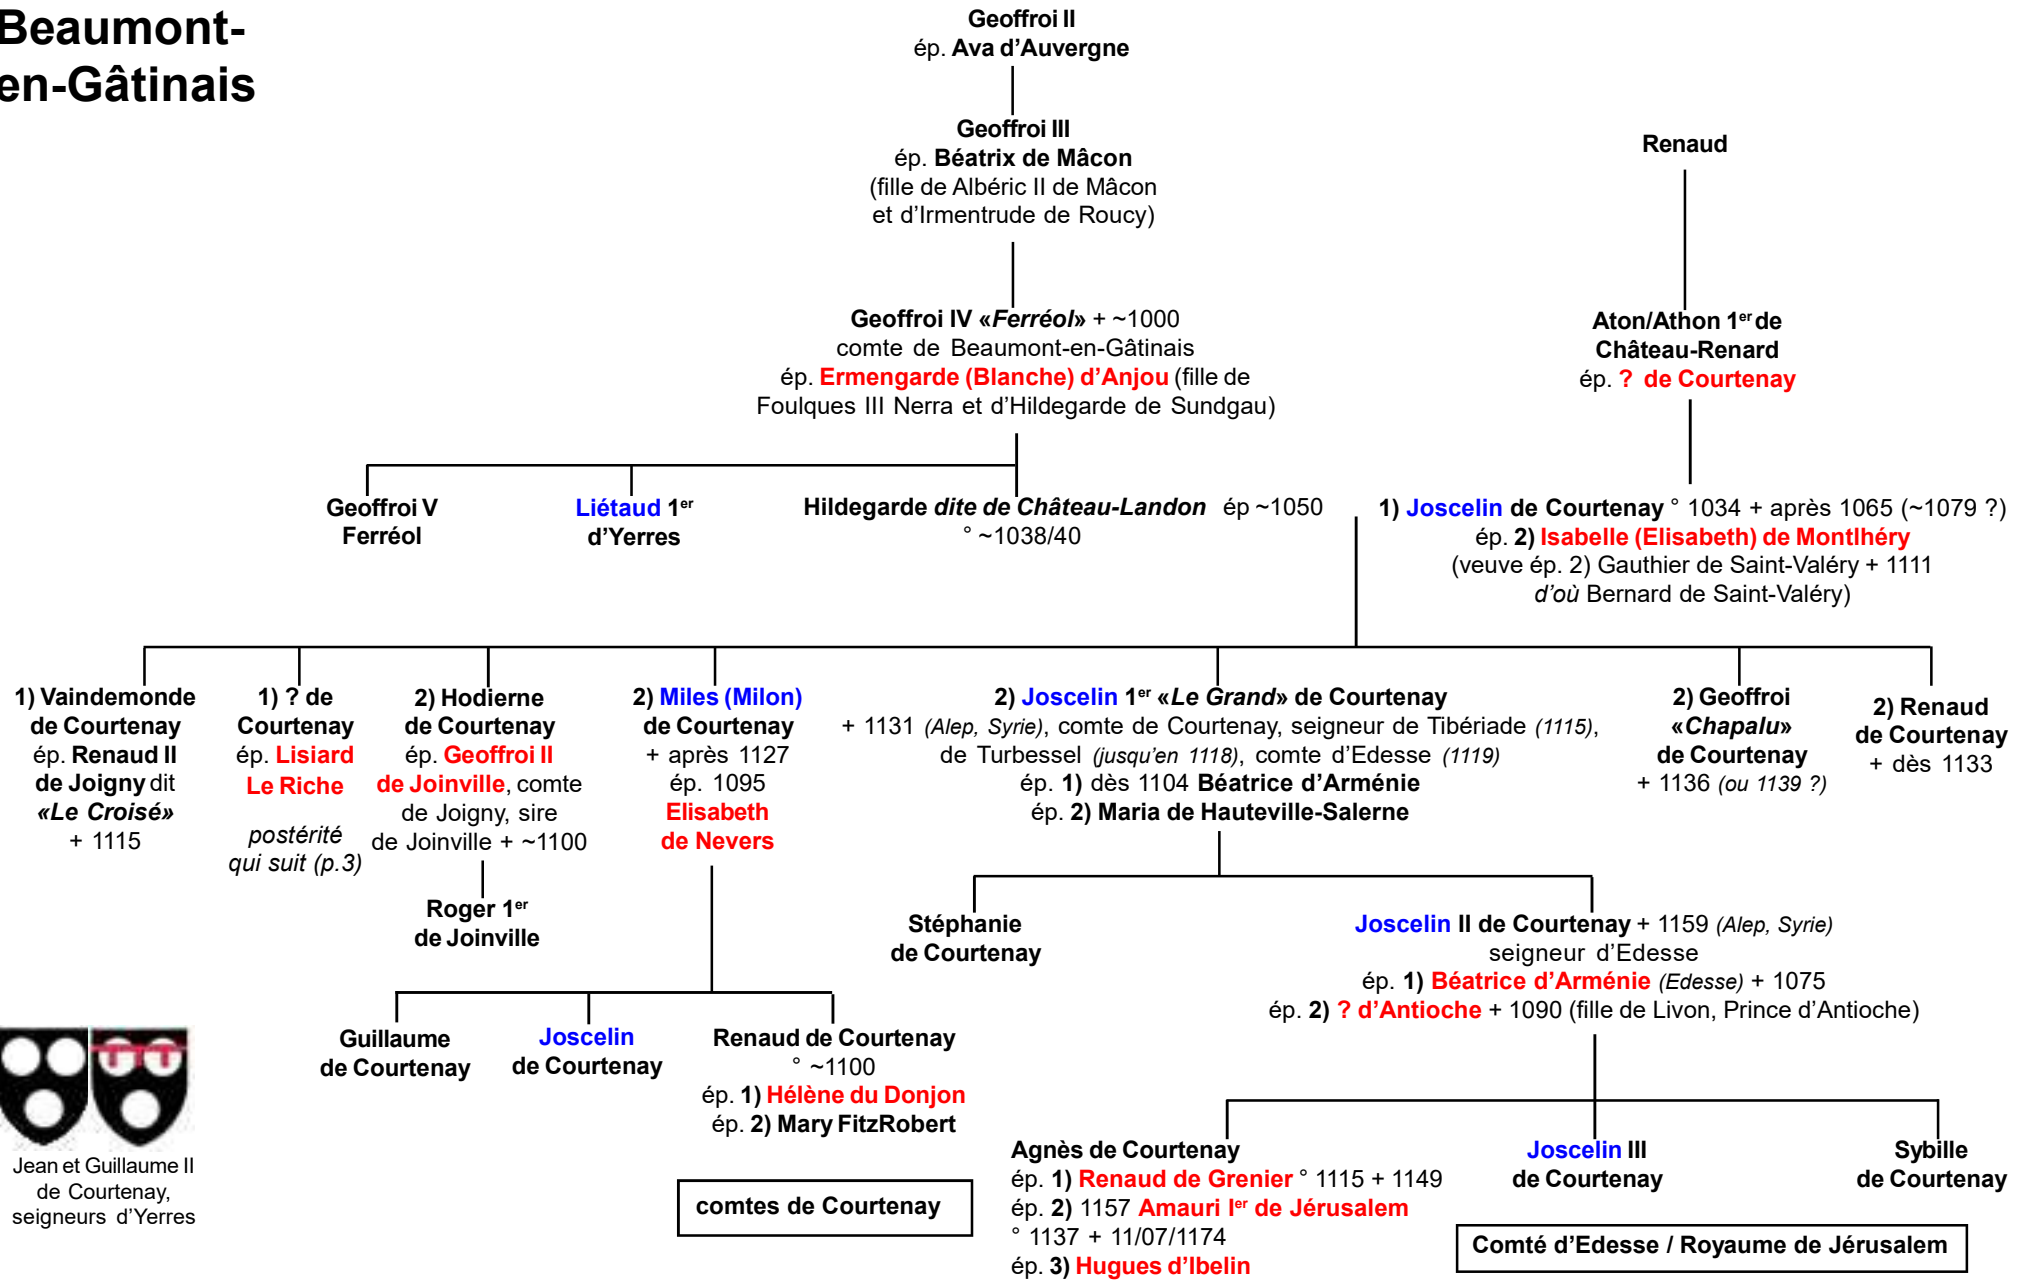 Beaumont-
en-Gâtinais
Geoffroi II
ép. Ava d'Auvergne
Geoffroi III
ép. Béatrix de Mâcon
(fille de Albéric II de Mâcon
et d'Irmentrude de Roucy)
Renaud
Geoffroi IV «Ferréol» + ~1000
comte de Beaumont-en-Gâtinais
ép. Ermengarde (Blanche) d'Anjou (fille de
Foulques III Nerra et d'Hildegarde de Sundgau)
Aton/Athon 1er de
Château-Renard
ép. ? de Courtenay
Geoffroi V
Ferréol
Liétaud 1er
d'Yerres
Hildegarde dite de Château-Landon ép ~1050
° ~1038/40
1) Joscelin de Courtenay ° 1034 + après 1065 (~1079 ?)
ép. 2) Isabelle (Elisabeth) de Montlhéry
(veuve ép. 2) Gauthier de Saint-Valéry + 1111
d'où Bernard de Saint-Valéry)
1) Vaindemonde
de Courtenay
ép. Renaud II
de Joigny dit
«Le Croisé»
+ 1115
1) ? de
Courtenay
ép. Lisiard
Le Riche
postérité
qui suit (p.3)
2) Hodierne
de Courtenay
ép. Geoffroi II
de Joinville, comte
de Joigny, sire
de Joinville + ~1100
Roger 1er
de Joinville
2) Miles (Milon)
de Courtenay
+ après 1127
ép. 1095
Elisabeth
de Nevers
2) Joscelin 1er «Le Grand» de Courtenay
+ 1131 (Alep, Syrie), comte de Courtenay, seigneur de Tibériade (1115),
de Turbessel (jusqu'en 1118), comte d'Edesse (1119)
ép. 1) dès 1104 Béatrice d'Arménie
ép. 2) Maria de Hauteville-Salerne
2) Geoffroi
«Chapalu»
de Courtenay
+ 1136 (ou 1139 ?)
2) Renaud
de Courtenay
+ dès 1133
Stéphanie
de Courtenay
Joscelin II de Courtenay + 1159 (Alep, Syrie)
seigneur d'Edesse
ép. 1) Béatrice d'Arménie (Edesse) + 1075
ép. 2) ? d'Antioche + 1090 (fille de Livon, Prince d'Antioche)
Guillaume
de Courtenay
Joscelin
de Courtenay
Renaud de Courtenay
° ~1100
ép. 1) Hélène du Donjon
ép. 2) Mary FitzRobert
Agnès de Courtenay
ép. 1) Renaud de Grenier ° 1115 + 1149
ép. 2) 1157 Amauri Ier de Jérusalem
° 1137 + 11/07/1174
ép. 3) Hugues d'Ibelin
Joscelin III
de Courtenay
Sybille
de Courtenay
Jean et Guillaume II
de Courtenay,
seigneurs d'Yerres
comtes de Courtenay
Comté d'Edesse / Royaume de Jérusalem